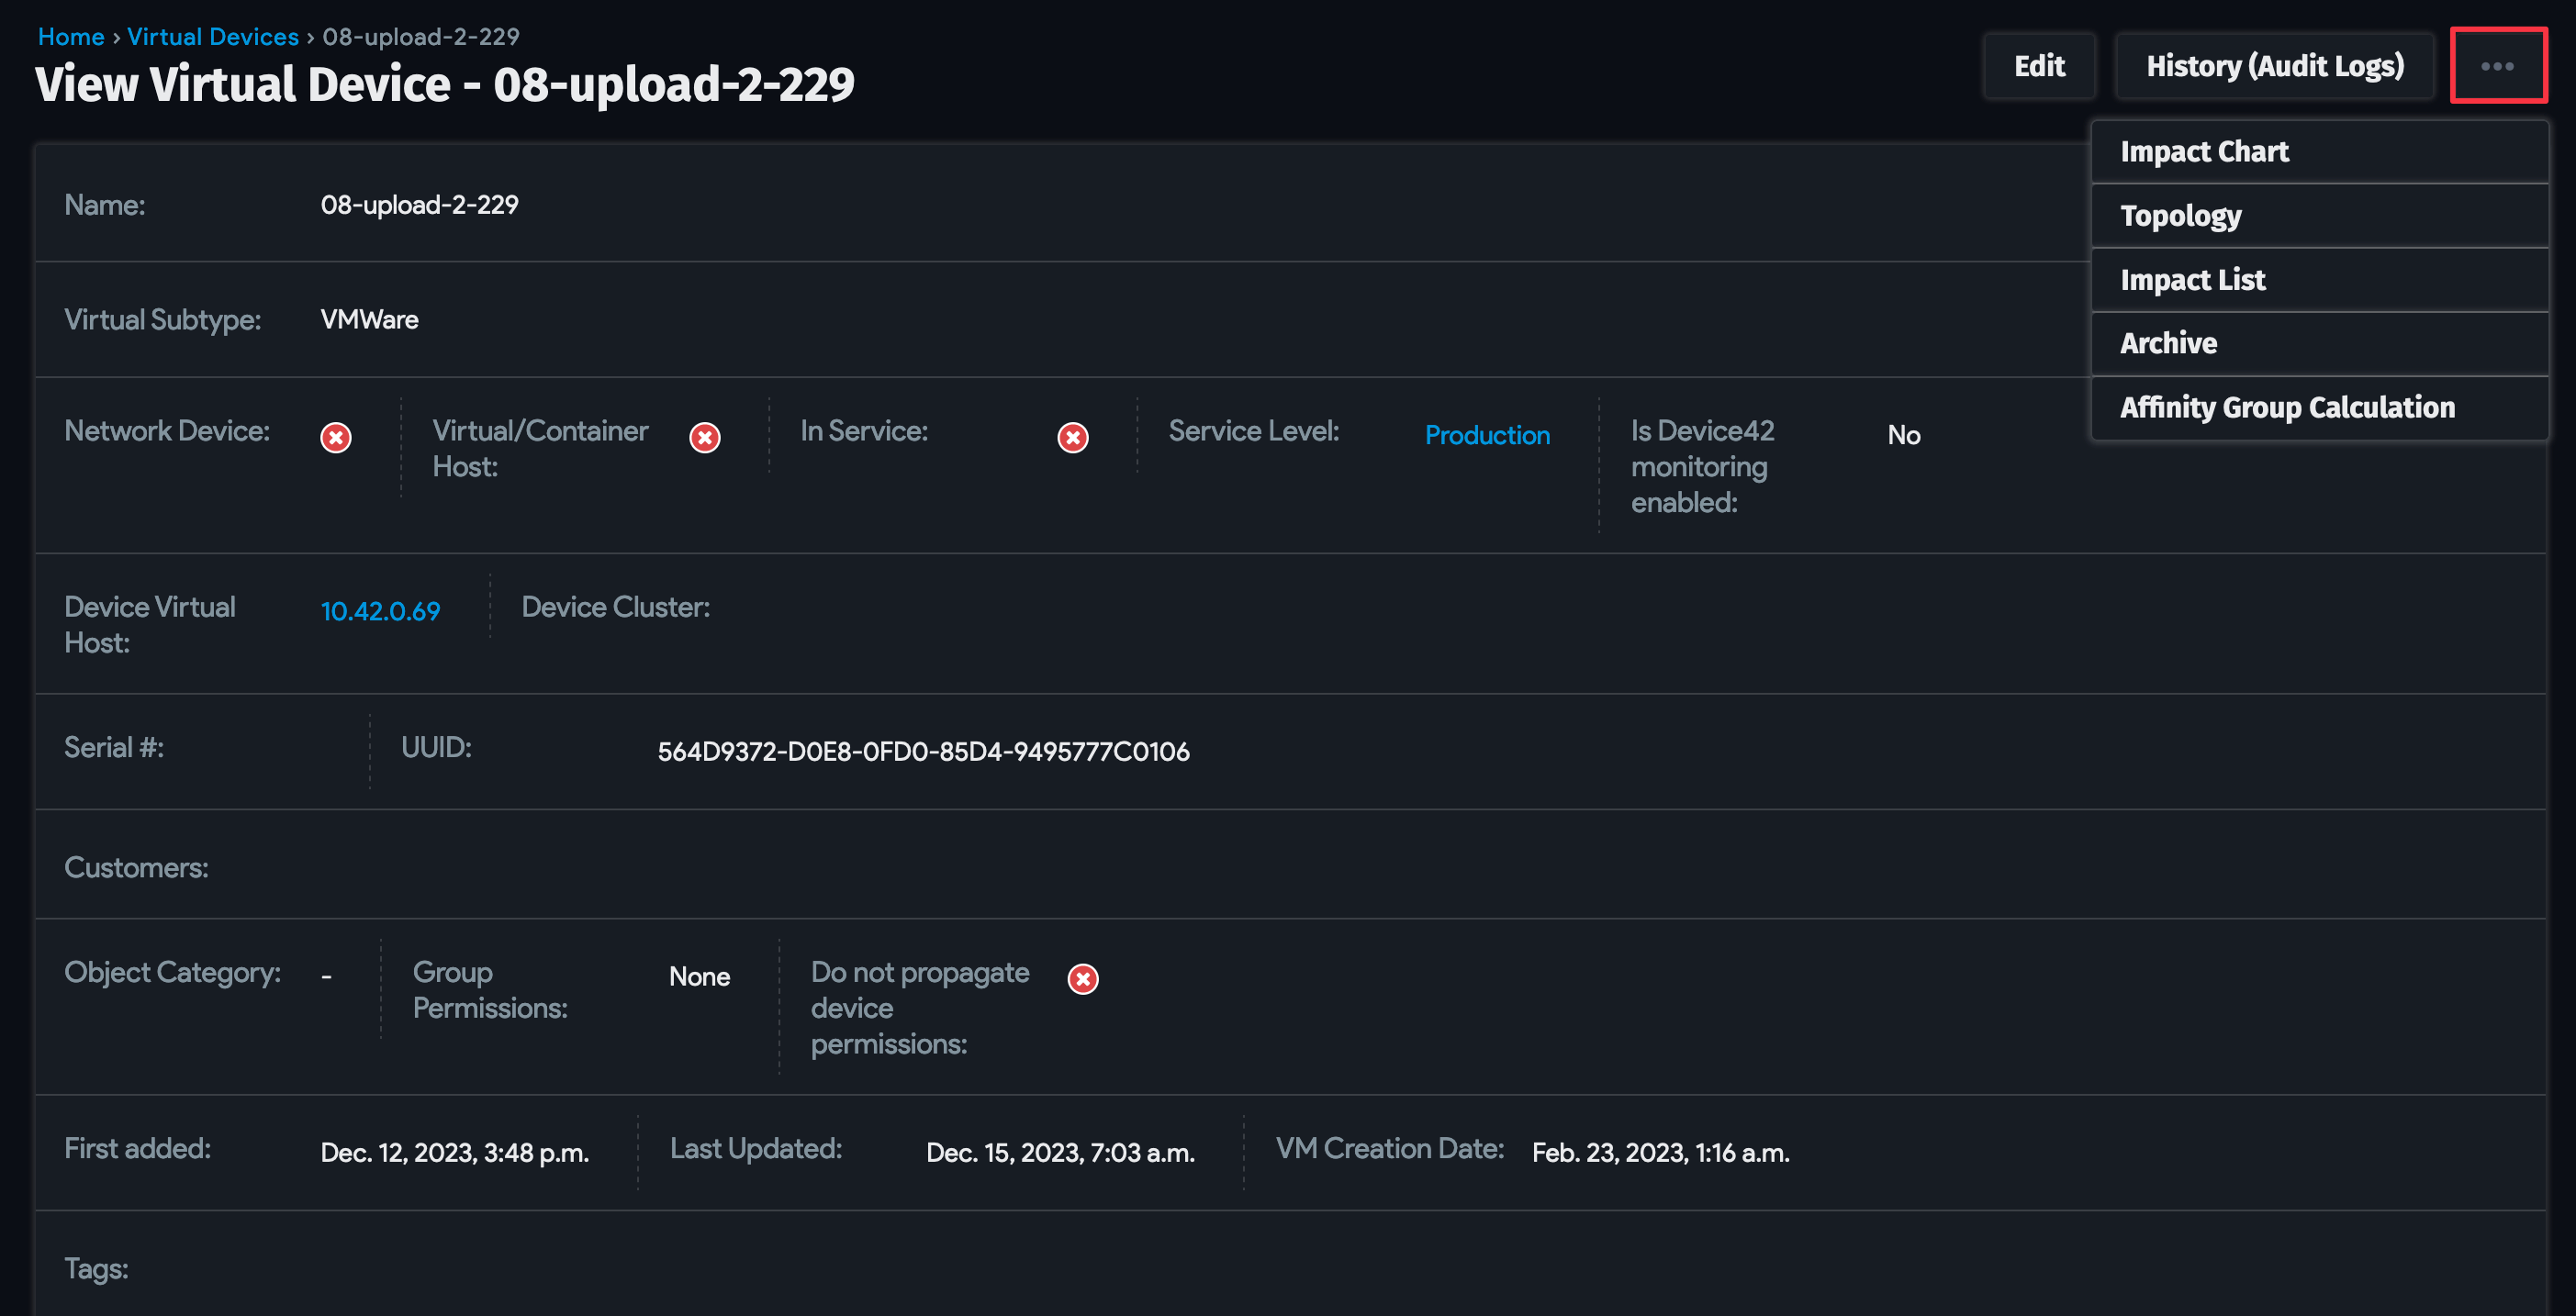 Home › Virtual Devices › 08-upload-2-229
View Virtual Device - 08-upload-2-229
Edit
History (Audit Logs)
Impact Chart
Topology
Impact List
Archive
Affinity Group Calculation
Name: 08-upload-2-229
Virtual Subtype: VMWare
Network Device:
Virtual/Container
Host:
In Service:
Service Level: Production
Is Device42
monitoring
enabled:
No
Device Virtual
Host:
10.42.0.69
Device Cluster:
Serial #:
UUID: 564D9372-D0E8-0FD0-85D4-9495777C0106
Customers:
Object Category: -
Group
Permissions:
None
Do not propagate
device
permissions:
First added: Dec. 12, 2023, 3:48 p.m.
Last Updated: Dec. 15, 2023, 7:03 a.m.
VM Creation Date: Feb. 23, 2023, 1:16 a.m.
Tags: